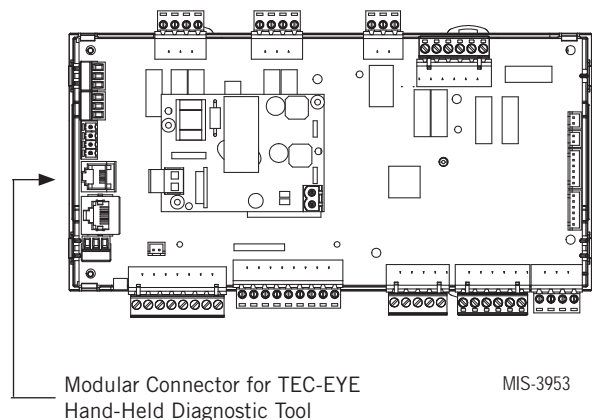 Modular Connector for TEC-EYE
Hand-Held Diagnostic Tool
MIS-3953